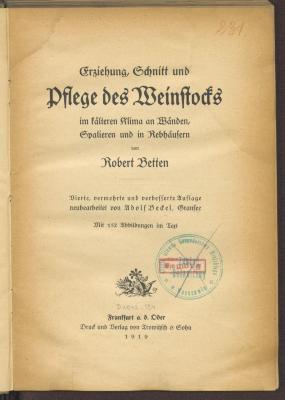 231
Erziehung, Schnitt und
Pflege des Weinstocks
im kälteren Klima an Wänden,
Spalieren und in Rebhäusern
von
Robert Betten
Vierte, vermehrte und verbesserte Auflage
neubearbeitet von Adolf Beckel, Gransee
Mit 152 Abbildungen im Text
Frankfurt a. d. Oder
Druck und Verlag von Trowitzsch & Sohn
1919